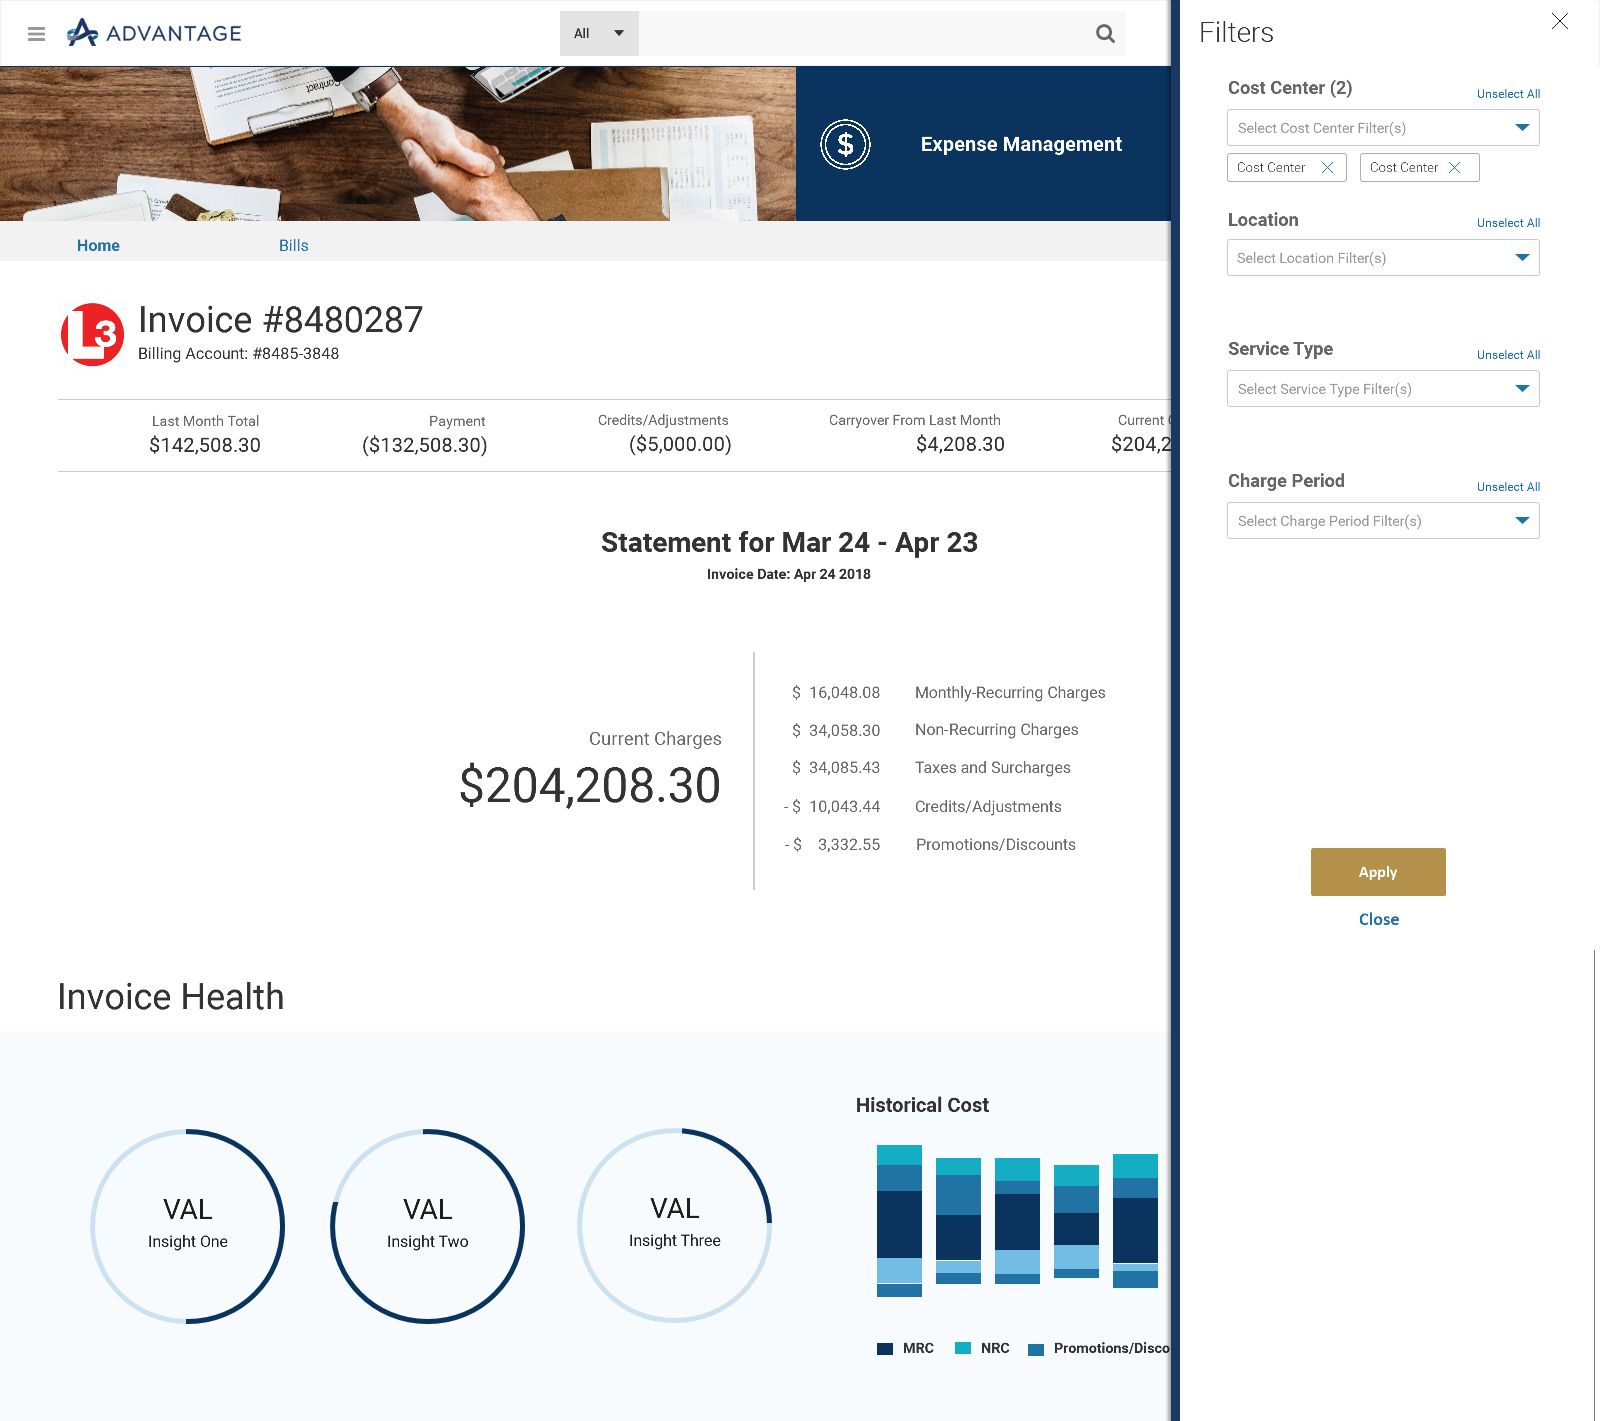 ADVANTAGE
All
Contract
$
Expense Management
Home
Bills
L3
Invoice #8480287
Billing Account: #8485-3848
Last Month Total
$142,508.30
Payment
($132,508.30)
Credits/Adjustments
($5,000.00)
Carryover From Last Month
$4,208.30
Current
$204,2
Statement for Mar 24 - Apr 23
Invoice Date: Apr 24 2018
Current Charges
$204,208.30
$ 16,048.08 Monthly-Recurring Charges
$ 34,058.30 Non-Recurring Charges
$ 34,085.43 Taxes and Surcharges
- $ 10,043.44 Credits/Adjustments
- $ 3,332.55 Promotions/Discounts
Invoice Health
VAL
Insight One
VAL
Insight Two
VAL
Insight Three
Historical Cost
MRC NRC Promotions/Disco
Filters
Cost Center (2)
Unselect All
Select Cost Center Filter(s)
Cost Center
Cost Center
Location
Unselect All
Select Location Filter(s)
Service Type
Unselect All
Select Service Type Filter(s)
Charge Period
Unselect All
Select Charge Period Filter(s)
Apply
Close